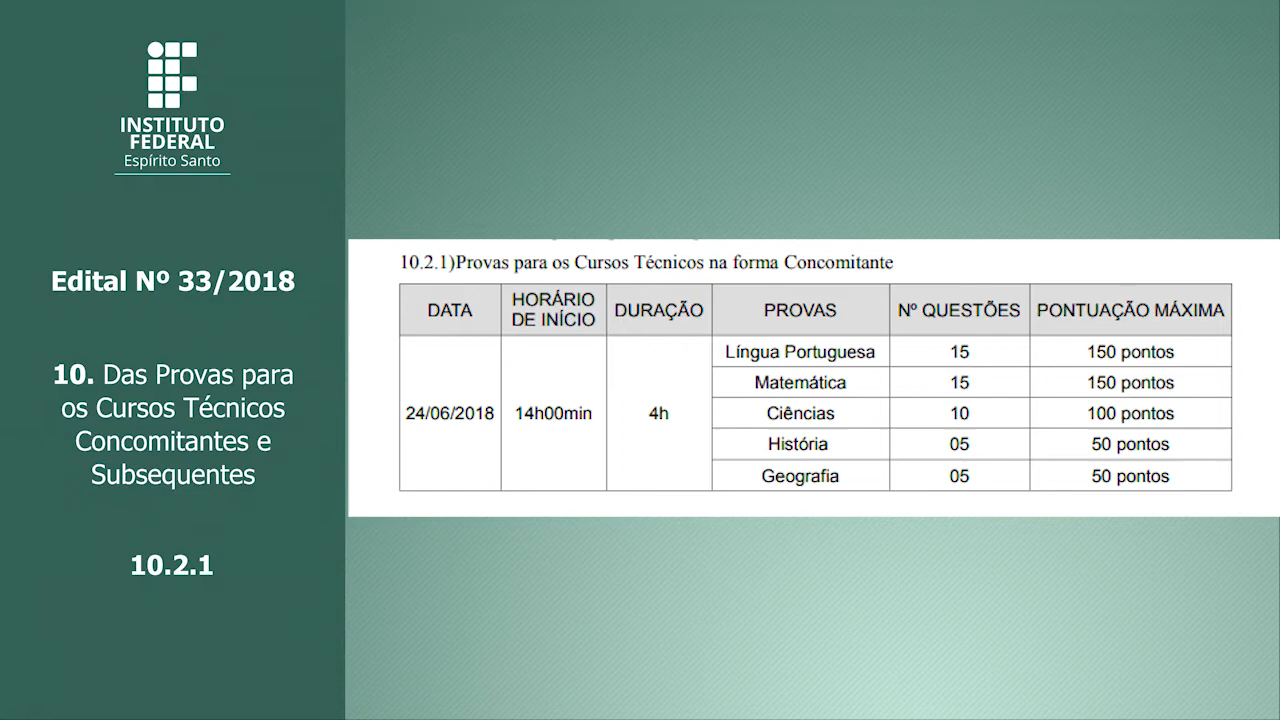 INSTITUTO
FEDERAL
Espírito Santo
Edital Nº 33/2018
10. Das Provas para
os Cursos Técnicos
Concomitantes e
Subsequentes
10.2.1
10.2.1)Provas para os Cursos Técnicos na forma Concomitante
DATA HORÁRIO DE INÍCIO DURAÇÃO PROVAS Nº QUESTÕES PONTUAÇÃO MÁXIMA
Língua Portuguesa 15 150 pontos
Matemática 15 150 pontos
24/06/2018 14h00min 4h Ciências 10 100 pontos
História 05 50 pontos
Geografia 05 50 pontos